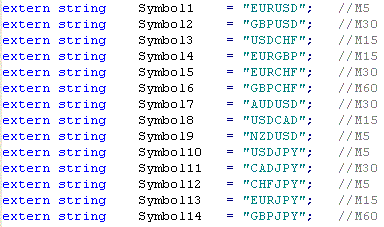 extern string Symbol1 = "EURUSD"; //M5
extern string Symbol2 = "GBPUSD"; //M30
extern string Symbol3 = "USDCHF"; //M15
extern string Symbol4 = "EURGBP"; //M15
extern string Symbol5 = "EURCHF"; //M30
extern string Symbol6 = "GBPCHF"; //M60
extern string Symbol7 = "AUDUSD"; //M30
extern string Symbol8 = "USDCAD"; //M15
extern string Symbol9 = "NZDUSD"; //M5
extern string Symbol10 = "USDJPY"; //M5
extern string Symbol11 = "CADJPY"; //M30
extern string Symbol12 = "CHFJPY"; //M5
extern string Symbol13 = "EURJPY"; //M15
extern string Symbol14 = "GBPJPY"; //M60